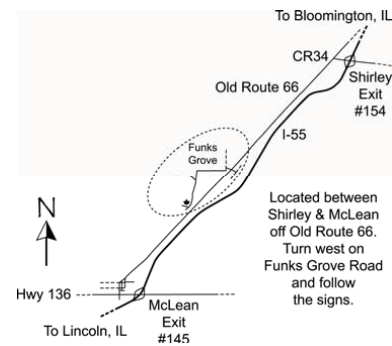 To Bloomington, IL
CR34
Old Route 66
Shirley
Exit
#154
I-55
Funks
Grove
N
Located between
Shirley & McLean
off Old Route 66.
Turn west on
Funks Grove Road
and follow
the signs.
Hwy 136
McLean
Exit
#145
To Lincoln, IL